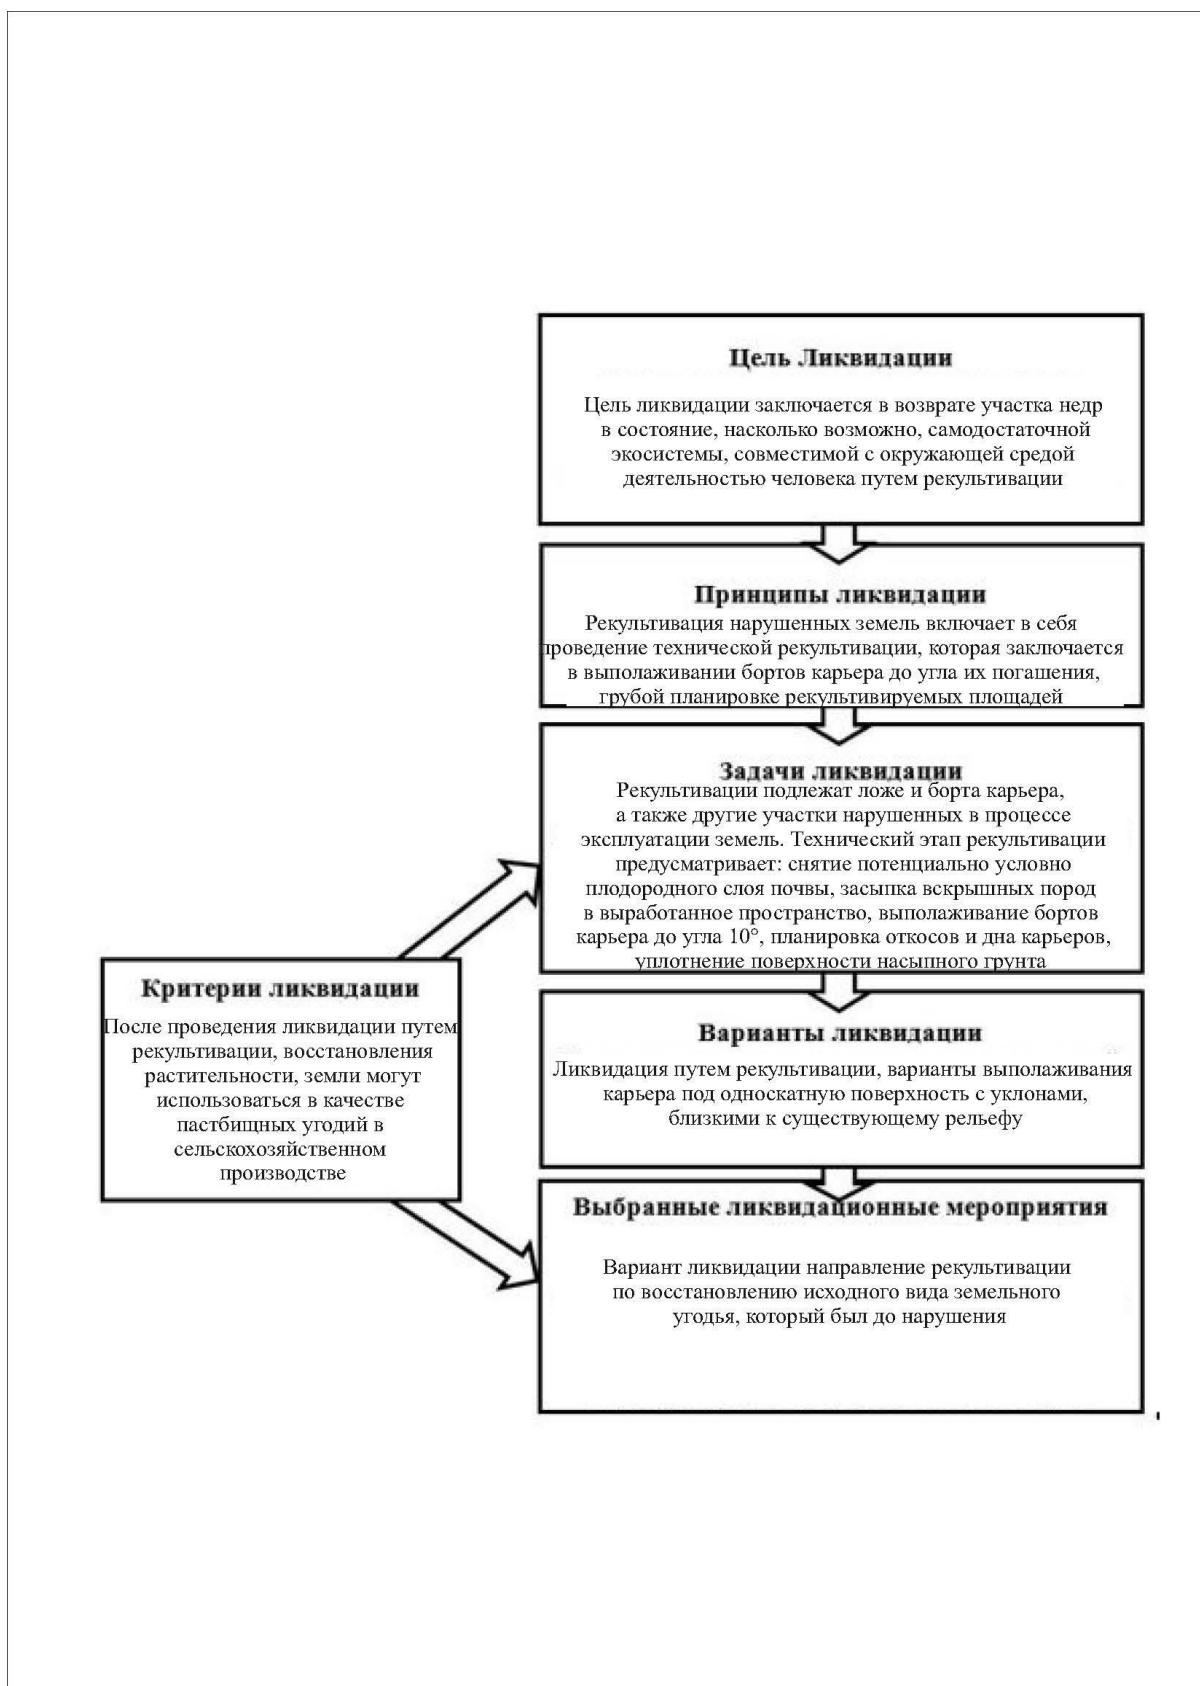 Цель Ликвидации
Цель ликвидации заключается в возврате участка недр
в состояние, насколько возможно, самодостаточной
экосистемы, совместимой с окружающей средой
деятельностью человека путем рекультивации
Принципы ликвидации
Рекультивация нарушенных земель включает в себя
проведение технической рекультивации, которая заключается
в выполаживании бортов карьера до угла их погашения,
грубой планировке рекультивируемых площадей
Задачи ликвидации
Рекультивации подлежат ложе и борта карьера,
а также другие участки нарушенных в процессе
эксплуатации земель. Технический этап рекультивации
предусматривает: снятие потенциально условно
плодородного слоя почвы, засыпка вскрышных пород
в выработанное пространство, выполаживание бортов
карьера до угла 10°, планировка откосов и дна карьеров,
уплотнение поверхности насыпного грунта
Критерии ликвидации
После проведения ликвидации путем
рекультивации, восстановления
растительности, земли могут
использоваться в качестве
пастбищных угодий в
сельскохозяйственном
производстве
Варианты ликвидации
Ликвидация путем рекультивации, варианты выполаживания
карьера под односкатную поверхность с уклонами,
близкими к существующему рельефу
Выбранные ликвидационные мероприятия
Вариант ликвидации направление рекультивации
по восстановлению исходного вида земельного
угодья, который был до нарушения